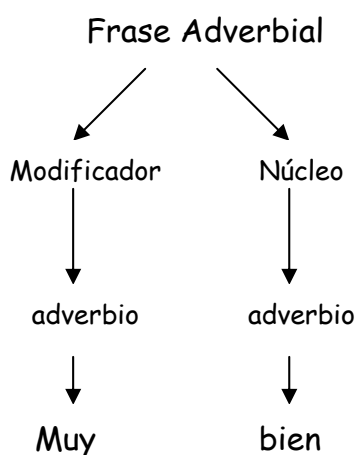 Frase Adverbial
Modificador Núcleo
adverbio adverbio
Muy bien